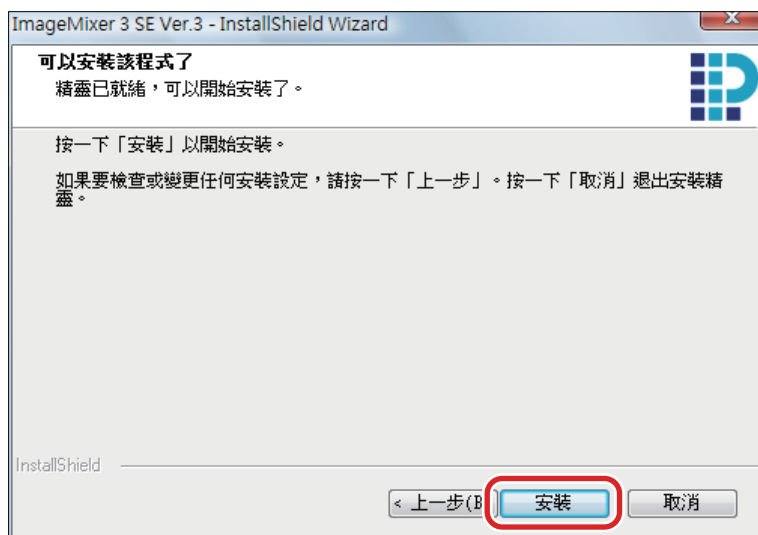 ImageMixer 3 SE Ver.3 - InstallShield Wizard
可以安裝該程式了
精靈已就緒，可以開始安裝了。
按一下「安裝」以開始安裝。
如果要檢查或變更任何安裝設定，請按一下「上一步」。按一下「取消」退出安裝精
靈。
InstallShield
< 上一步(B 安裝 取消